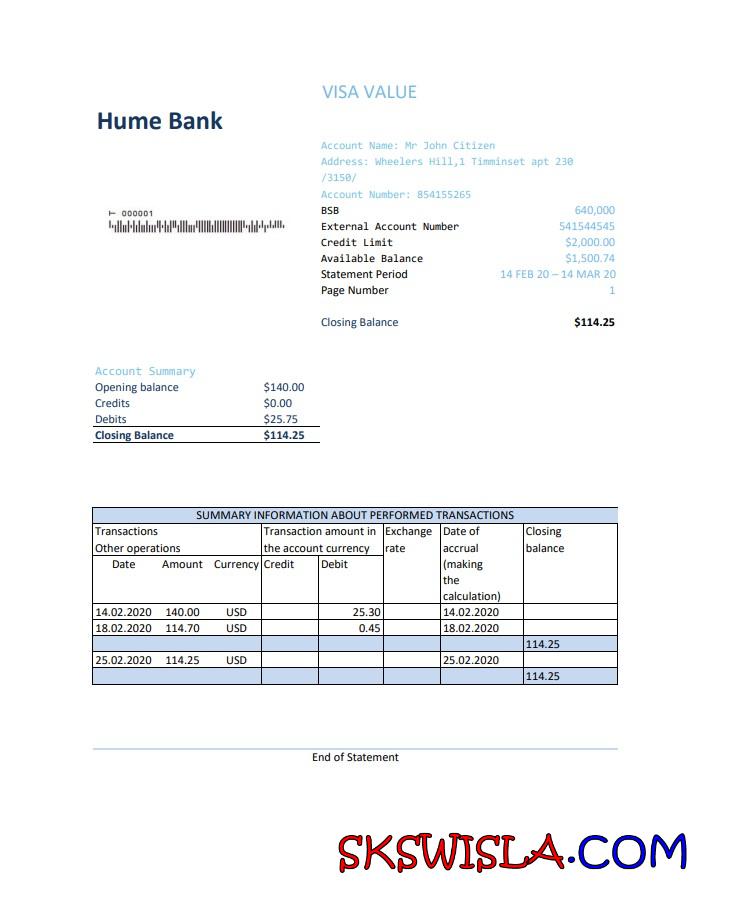 VISA VALUE
Hume Bank
Account Name: Mr John Citizen
Address: Wheelers Hill,1 Timminset apt 230
/3150/
Account Number: 854155265
000001
BSB 640,000
External Account Number 541544545
Credit Limit $2,000.00
Available Balance $1,500.74
Statement Period 14 FEB 20 – 14 MAR 20
Page Number 1
Closing Balance $114.25
Account Summary
Opening balance $140.00
Credits $0.00
Debits $25.75
Closing Balance $114.25
SUMMARY INFORMATION ABOUT PERFORMED TRANSACTIONS
Transactions Transaction amount in Exchange Date of Closing
Other operations the account currency rate accrual balance
Date Amount Currency Credit Debit (making
the
calculation)
14.02.2020 140.00 USD 25.30 14.02.2020
18.02.2020 114.70 USD 0.45 18.02.2020
114.25
25.02.2020 114.25 USD 25.02.2020
114.25
End of Statement
SKSWISLA.COM